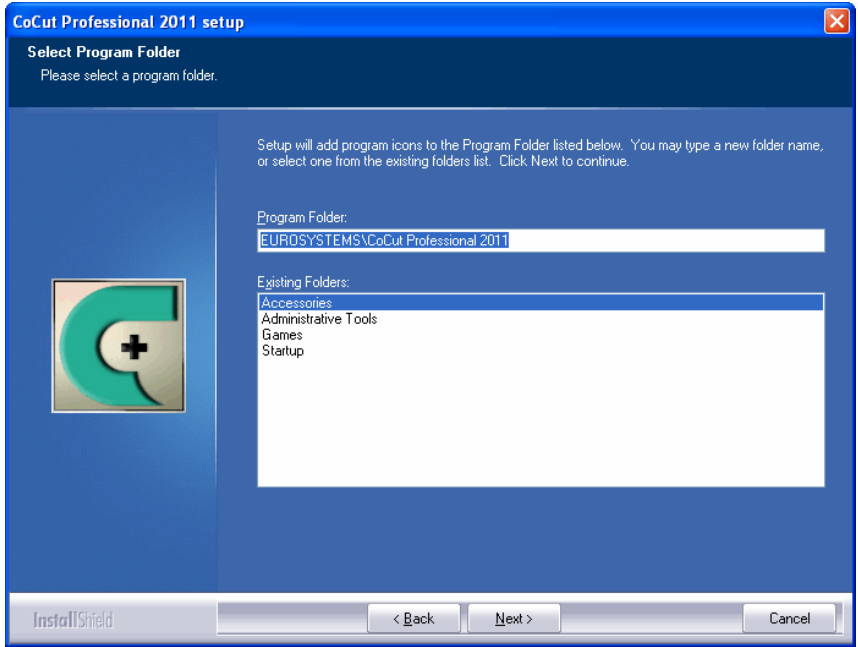 CoCut Professional 2011 setup
Select Program Folder
Please select a program folder.
Setup will add program icons to the Program Folder listed below. You may type a new folder name,
or select one from the existing folders list. Click Next to continue.
Program Folder:
EUROSYSTEMS\CoCut Professional 2011
Existing Folders:
Accessories
Administrative Tools
Games
Startup
InstallShield
< Back
Next >
Cancel